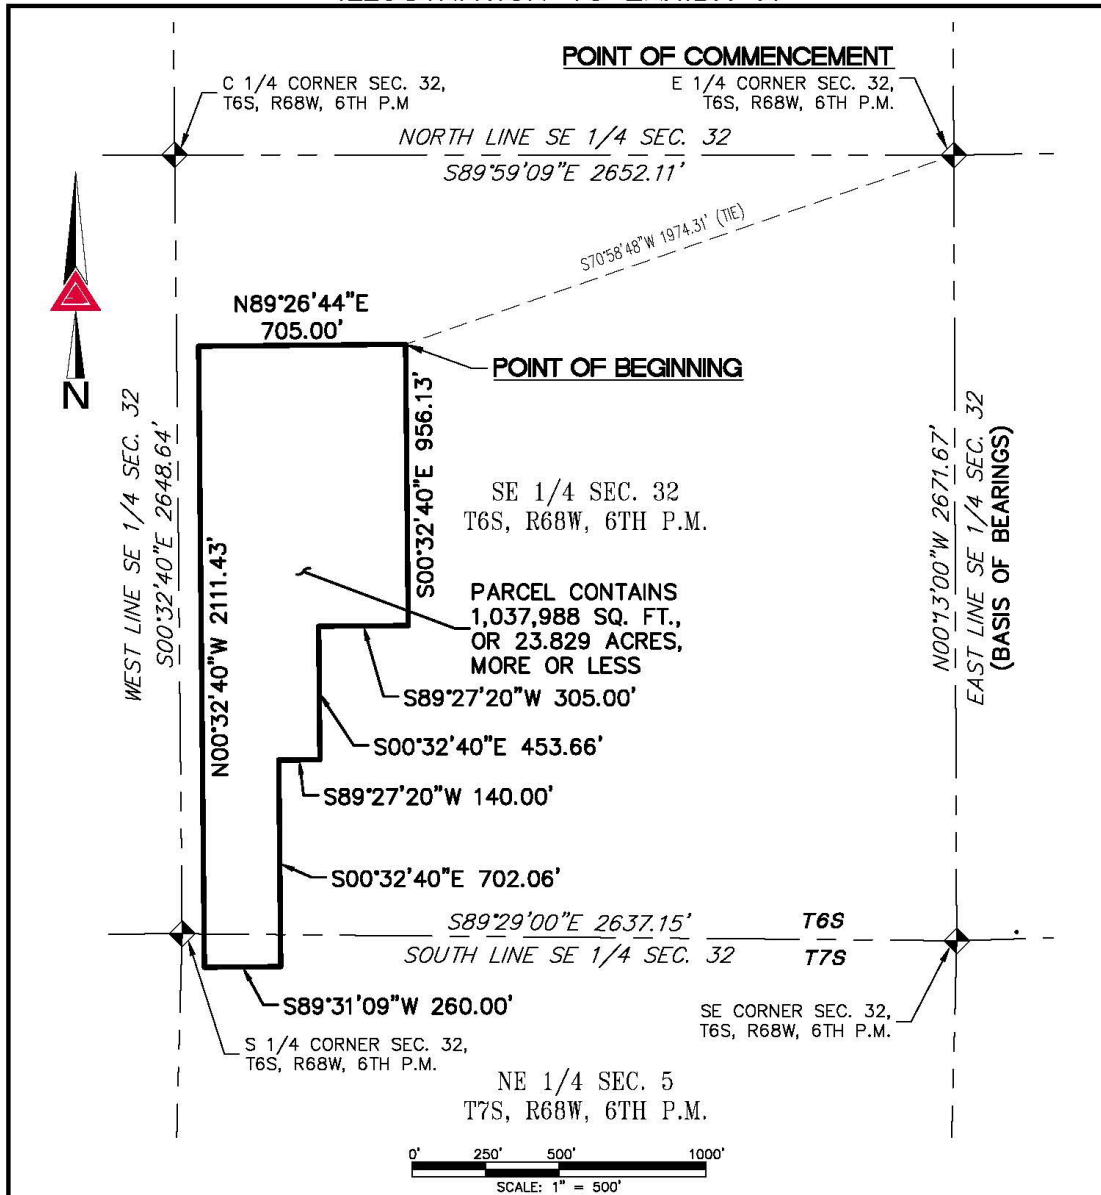 POINT OF COMMENCEMENT
C 1/4 CORNER SEC. 32,
T6S, R68W, 6TH P.M
E 1/4 CORNER SEC. 32,
T6S, R68W, 6TH P.M.
NORTH LINE SE 1/4 SEC. 32
S89°59'09"E 2652.11'
S70°58'48"W 1974.31' (TIE)
N89°26'44"E
705.00'
POINT OF BEGINNING
N
WEST LINE SE 1/4 SEC. 32
S00°32'40"E 2648.64'
N00°32'40"W 2111.43'
S00°32'40"E 956.13'
SE 1/4 SEC. 32
T6S, R68W, 6TH P.M.
N00°13'00"W 2671.67'
EAST LINE SE 1/4 SEC. 32
(BASIS OF BEARINGS)
PARCEL CONTAINS
1,037,988 SQ. FT.,
OR 23.829 ACRES,
MORE OR LESS
S89°27'20"W 305.00'
S00°32'40"E 453.66'
S89°27'20"W 140.00'
S00°32'40"E 702.06'
S89°29'00"E 2637.15'
T6S
SOUTH LINE SE 1/4 SEC. 32
T7S
S89°31'09"W 260.00'
SE CORNER SEC. 32,
T6S, R68W, 6TH P.M.
S 1/4 CORNER SEC. 32,
T6S, R68W, 6TH P.M.
NE 1/4 SEC. 5
T7S, R68W, 6TH P.M.
0' 250' 500' 1000'
SCALE: 1" = 500'